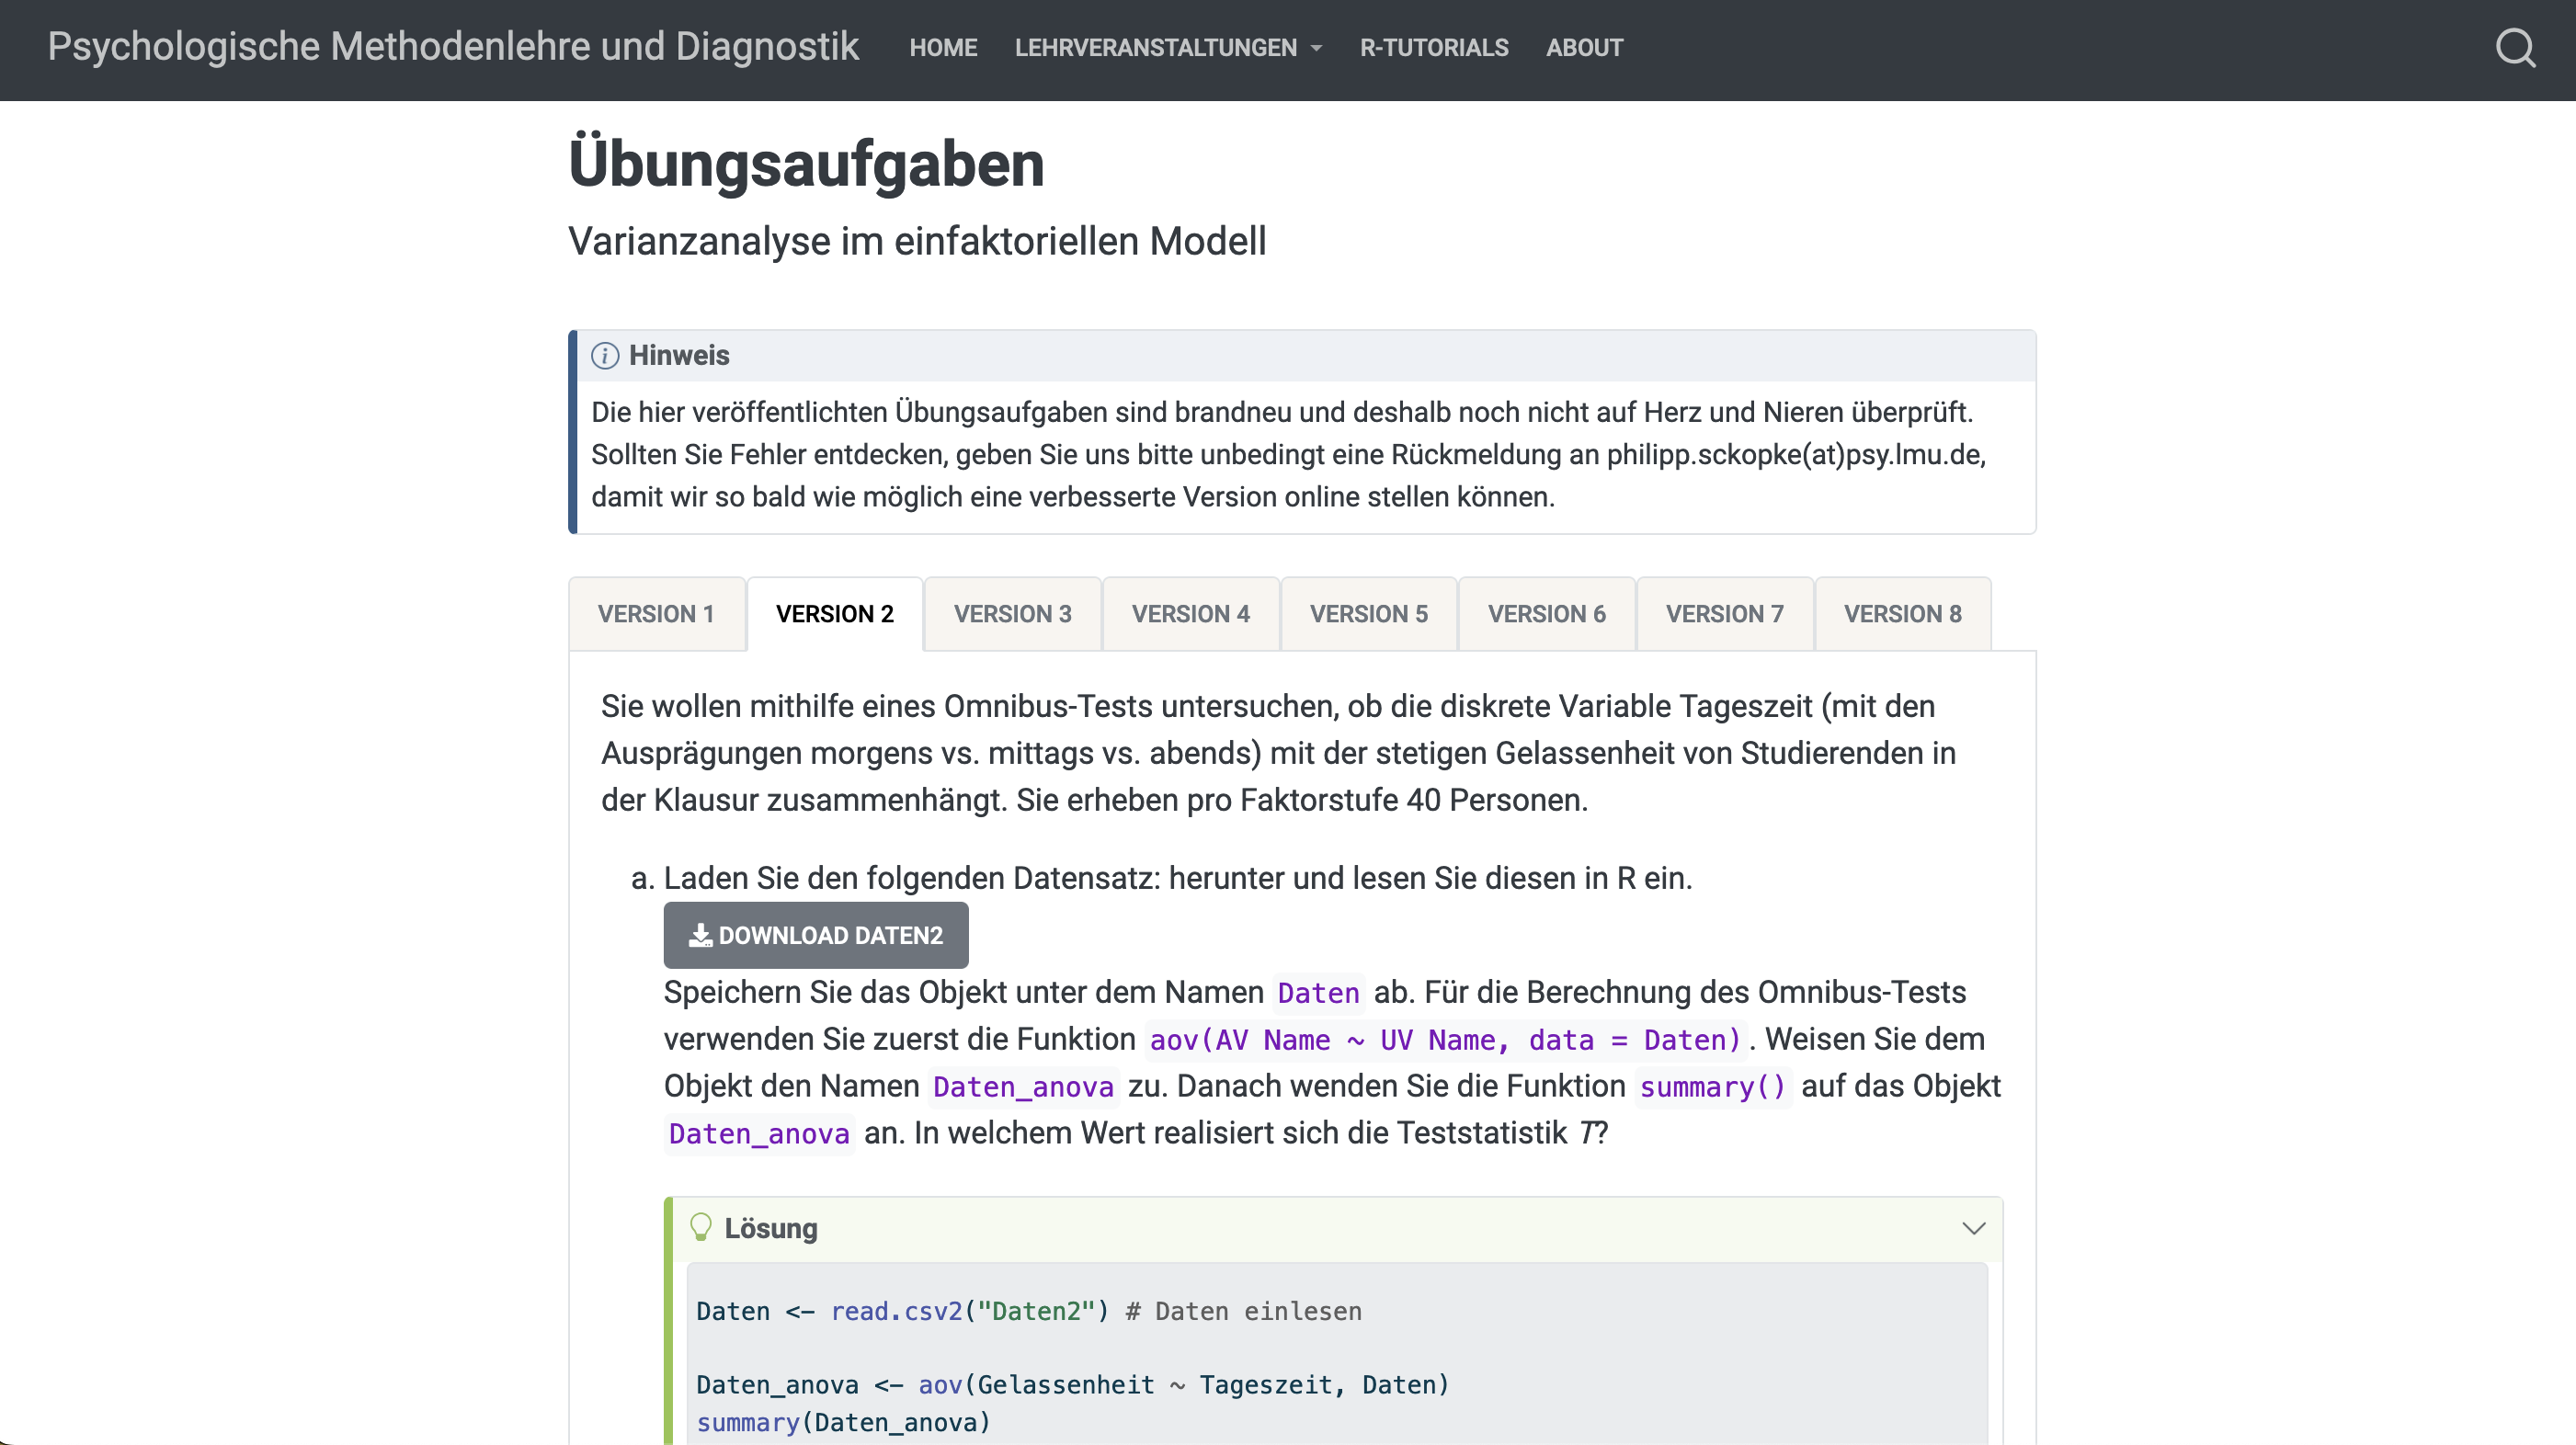 Psychologische Methodenlehre und Diagnostik HOME LEHRVERANSTALTUNGEN R-TUTORIALS ABOUT
Übungsaufgaben
Varianzanalyse im einfaktoriellen Modell
Hinweis
Die hier veröffentlichten Übungsaufgaben sind brandneu und deshalb noch nicht auf Herz und Nieren überprüft.
Sollten Sie Fehler entdecken, geben Sie uns bitte unbedingt eine Rückmeldung an philipp.sckopke(at)psy.lmu.de,
damit wir so bald wie möglich eine verbesserte Version online stellen können.
VERSION 1 VERSION 2 VERSION 3 VERSION 4 VERSION 5 VERSION 6 VERSION 7 VERSION 8
Sie wollen mithilfe eines Omnibus-Tests untersuchen, ob die diskrete Variable Tageszeit (mit den
Ausprägungen morgens vs. mittags vs. abends) mit der stetigen Gelassenheit von Studierenden in
der Klausur zusammenhängt. Sie erheben pro Faktorstufe 40 Personen.
a. Laden Sie den folgenden Datensatz: herunter und lesen Sie diesen in R ein.
DOWNLOAD DATEN2
Speichern Sie das Objekt unter dem Namen Daten ab. Für die Berechnung des Omnibus-Tests
verwenden Sie zuerst die Funktion aov(AV Name ~ UV Name, data = Daten). Weisen Sie dem
Objekt den Namen Daten_anova zu. Danach wenden Sie die Funktion summary() auf das Objekt
Daten_anova an. In welchem Wert realisiert sich die Teststatistik T?
Lösung
Daten <- read.csv2("Daten2") # Daten einlesen
Daten_anova <- aov(Gelassenheit ~ Tageszeit, Daten)
summary(Daten_anova)